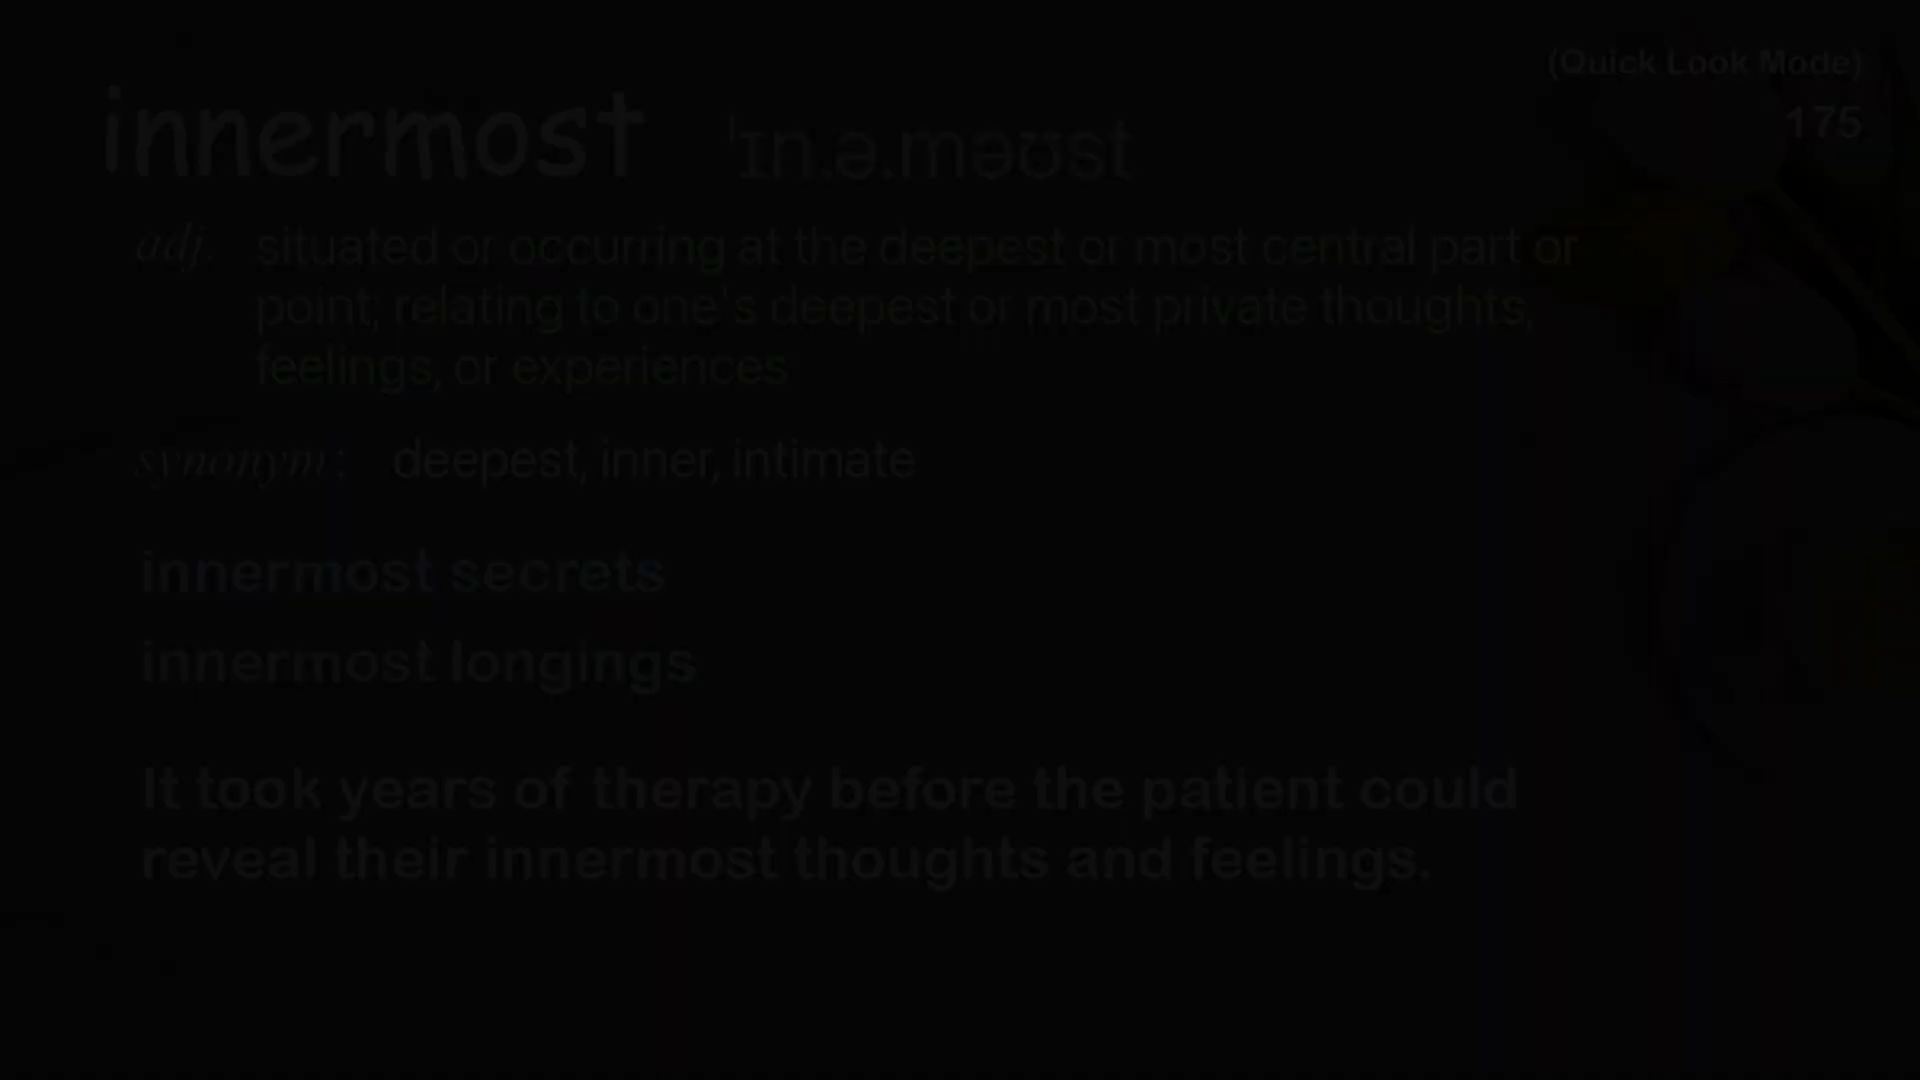 (Quick Look Mode)
innermost ˈɪn.ə.məʊst
175
adj. situated or occurring at the deepest or most central part or
point; relating to one's deepest or most private thoughts,
feelings, or experiences
synonym: deepest, inner, intimate
innermost secrets
innermost longings
It took years of therapy before the patient could
reveal their innermost thoughts and feelings.